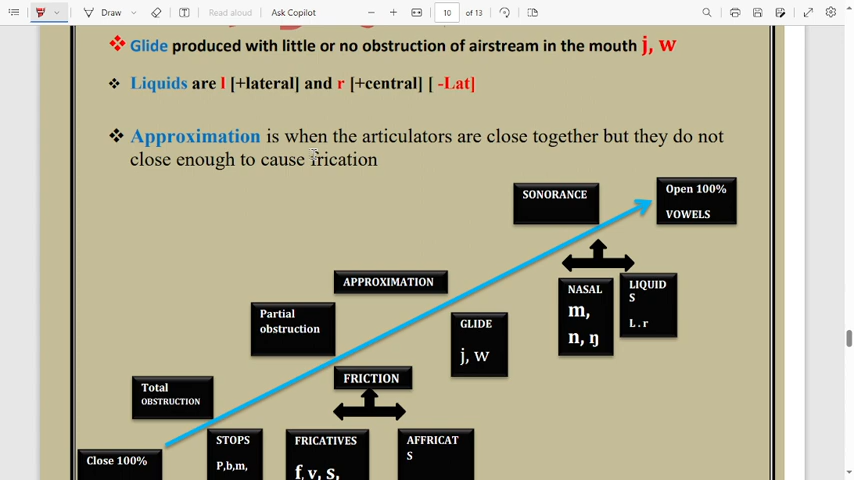 Draw
Read aloud
Ask Copilot
10 of 13
❖ Glide produced with little or no obstruction of airstream in the mouth j, w
❖ Liquids are l [+lateral] and r [+central] [ -Lat]
❖ Approximation is when the articulators are close together but they do not
close enough to cause frication
SONORANCE
Open 100%
VOWELS
APPROXIMATION
NASAL
m,
n, ŋ
LIQUID
S
L . r
Partial
obstruction
GLIDE
j, w
FRICTION
Total
OBSTRUCTION
Close 100%
STOPS
P,b,m,
FRICATIVES
f, v, s,
AFFRICAT
S